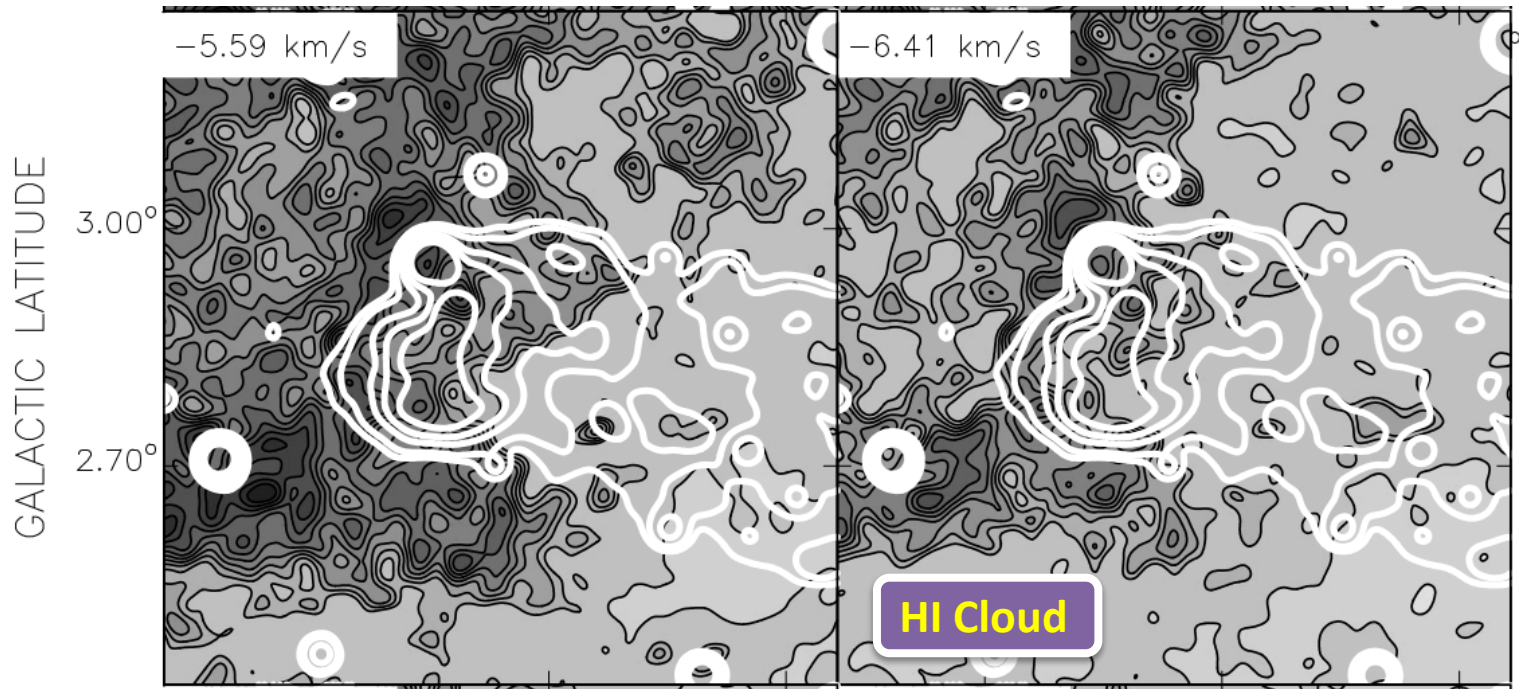 −5.59 km/s
−6.41 km/s
GALACTIC LATITUDE
3.00°
2.70°
HI Cloud